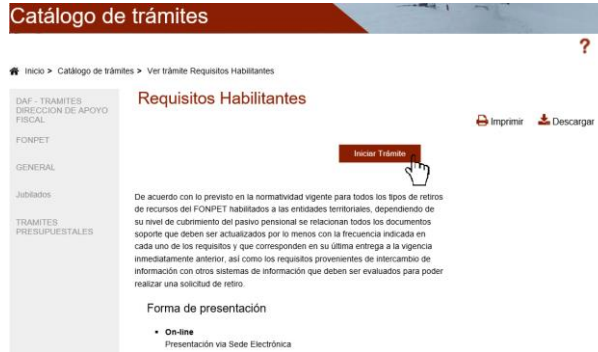 Catálogo de trámites
?
Inicio > Catálogo de trámites > Ver trámite Requisitos Habilitantes
DAF - TRAMITES
DIRECCION DE APOYO
FISCAL
FONPET
GENERAL
Jubilados
TRAMITES
PRESUPUESTALES
Requisitos Habilitantes
Imprimir Descargar
Iniciar Trámite
De acuerdo con lo previsto en la normatividad vigente para todos los tipos de retiros
de recursos del FONPET habilitados a las entidades territoriales, dependiendo de
su nivel de cubrimiento del pasivo pensional se relacionan todos los documentos
soporte que deben ser actualizados por lo menos con la frecuencia indicada en
cada uno de los requisitos y que corresponden en su última entrega a la vigencia
inmediatamente anterior, así como los requisitos provenientes de intercambio de
información con otros sistemas de información que deben ser evaluados para poder
realizar una solicitud de retiro.
Forma de presentación
• On-line
Presentación via Sede Electrónica